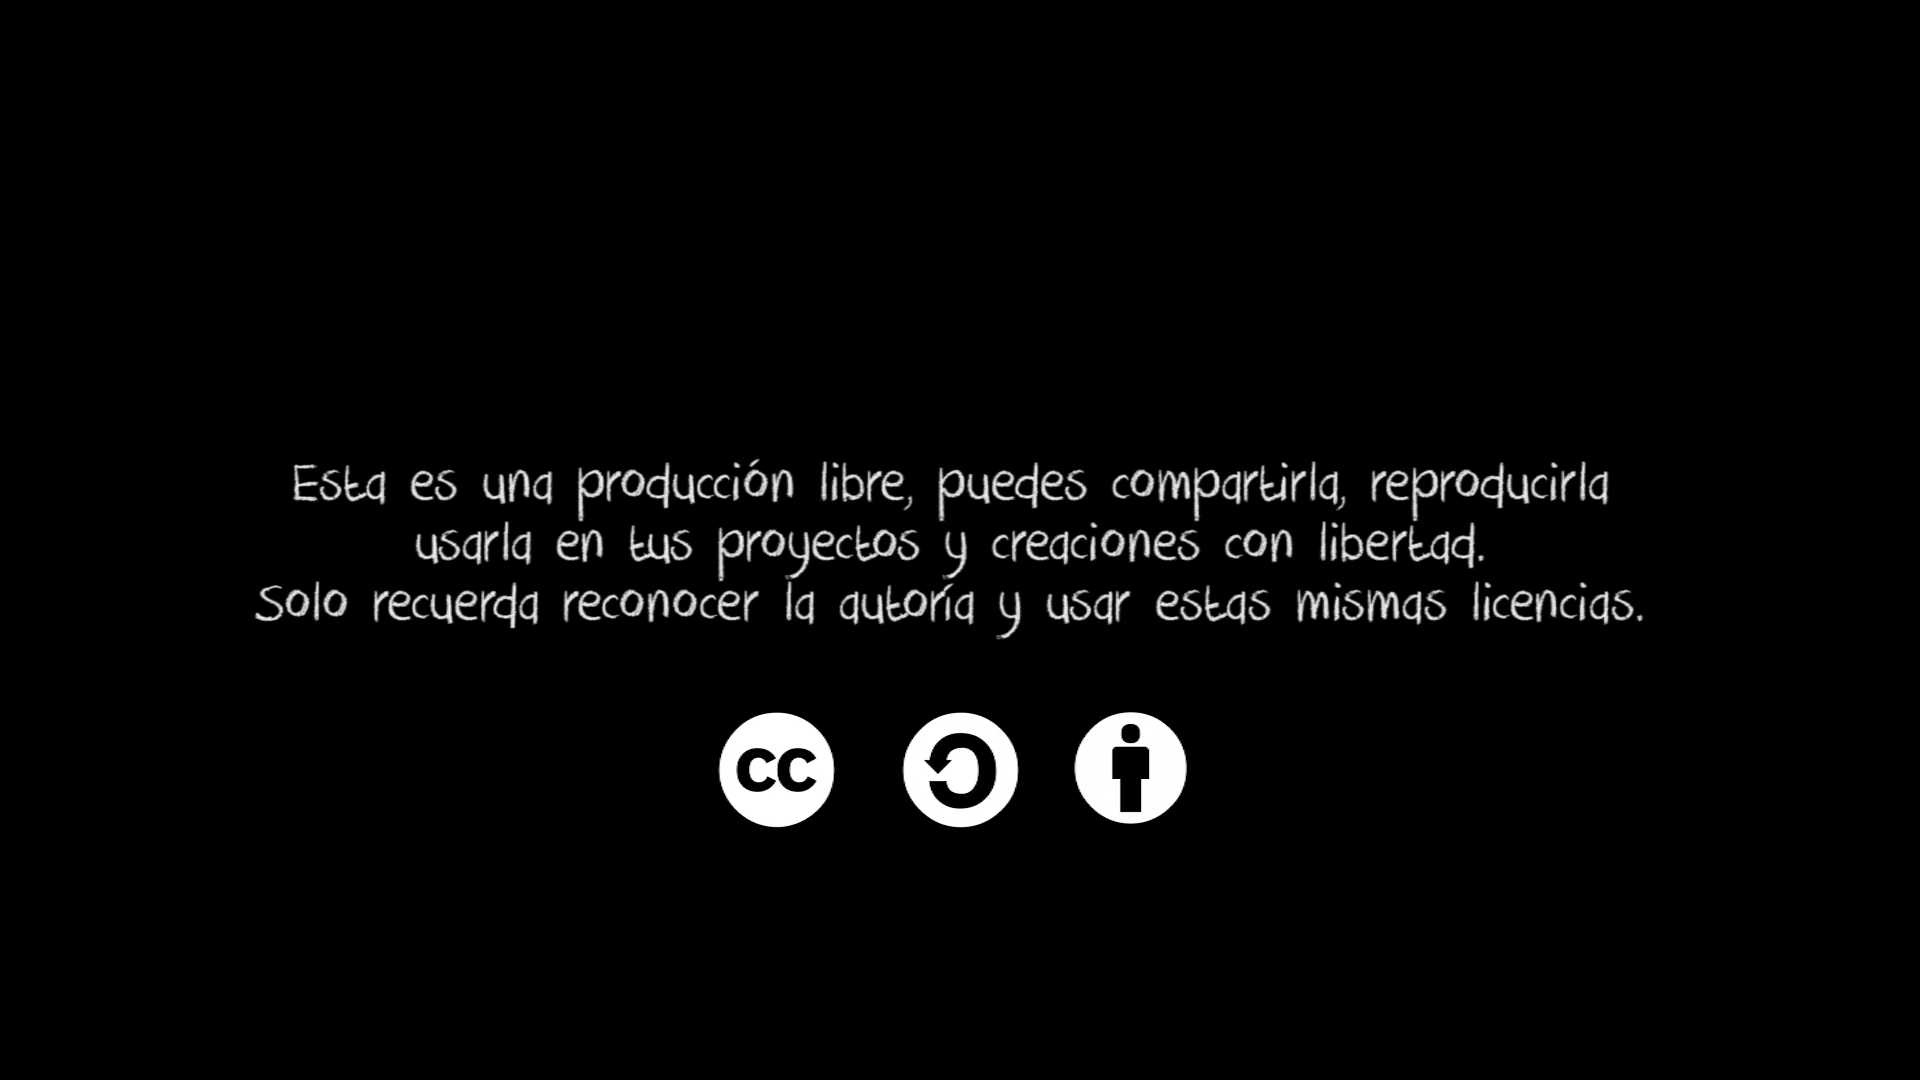 Esta es una producción libre, puedes compartirla, reproducirla
usarla en tus proyectos y creaciones con libertad.
Solo recuerda reconocer la autoría y usar estas mismas licencias.
cc